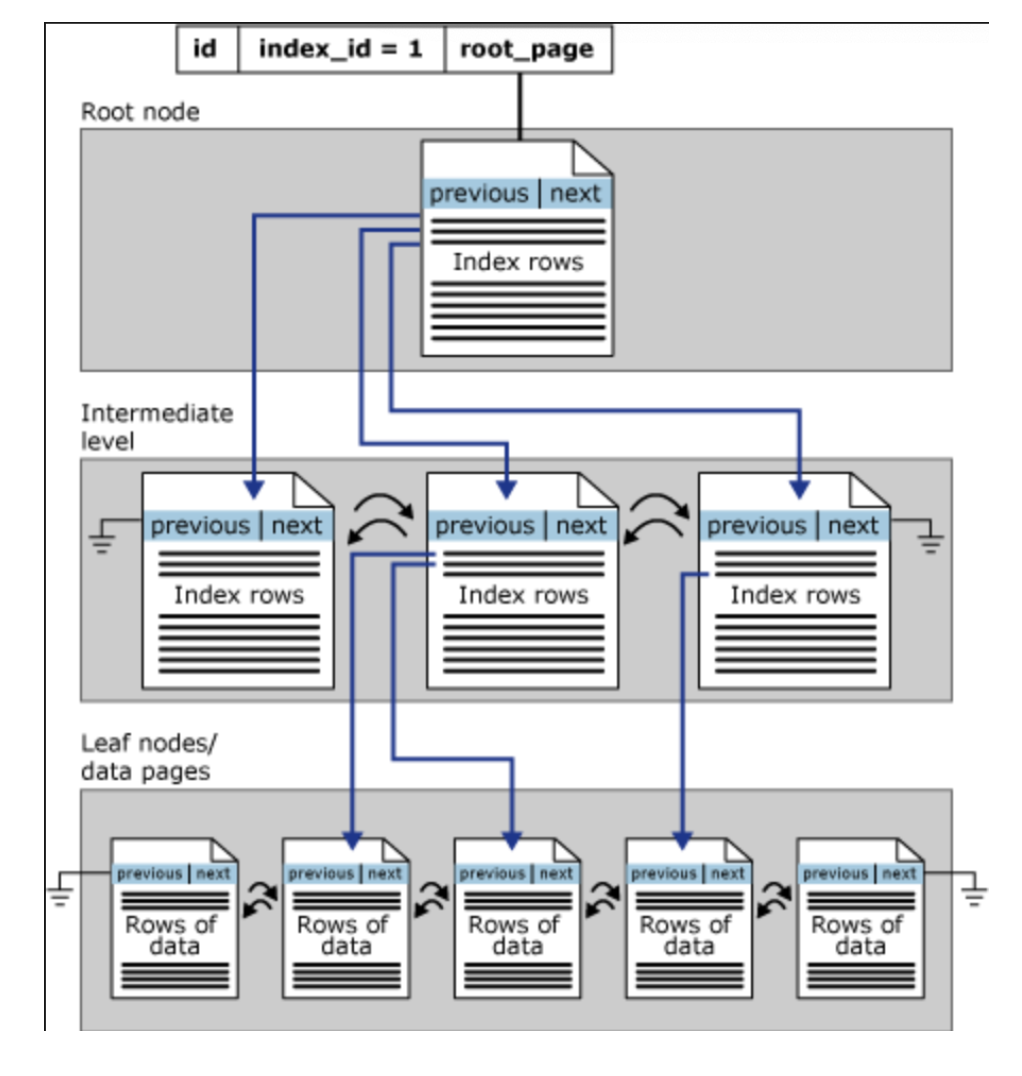 id index_id = 1 root_page
Root node
previous next
Index rows
Intermediate
level
previous next previous next previous next
Index rows Index rows Index rows
Leaf nodes/
data pages
previous next previous next previous next previous next previous next
Rows of Rows of Rows of Rows of Rows of
data data data data data